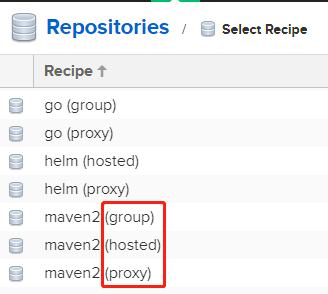 Repositories / Select Recipe
Recipe ↑
go (group)
go (proxy)
helm (hosted)
helm (proxy)
maven2 (group)
maven2 (hosted)
maven2 (proxy)